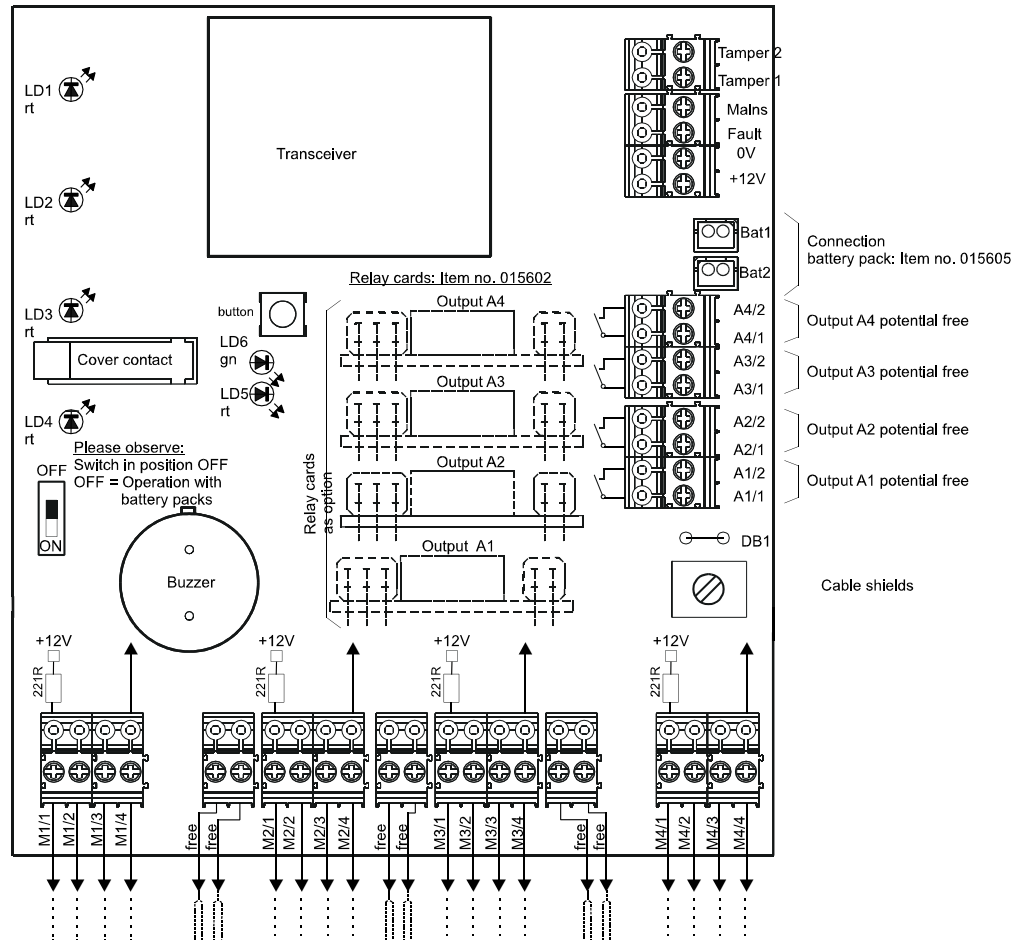 Tamper 2
Tamper 1
Mains
Fault
0V
+12V
LD1
rt
Transceiver
LD2
rt
Bat1
Bat2
Connection
battery pack: Item no. 015605
Relay cards: Item no. 015602
LD3
rt
button
LD6
gn
LD5
rt
Cover contact
Output A4
Output A3
Output A2
Output A1
Relay cards
as option
A4/2
A4/1
A3/2
A3/1
A2/2
A2/1
A1/2
A1/1
Output A4 potential free
Output A3 potential free
Output A2 potential free
Output A1 potential free
LD4
rt
Please observe:
Switch in position OFF
OFF = Operation with
battery packs
OFF
ON
Buzzer
DB1
Cable shields
+12V
221R
+12V
221R
+12V
221R
+12V
221R
M1/1
M1/2
M1/3
M1/4
free
free
M2/1
M2/2
M2/3
M2/4
free
free
M3/1
M3/2
M3/3
M3/4
free
free
M4/1
M4/2
M4/3
M4/4